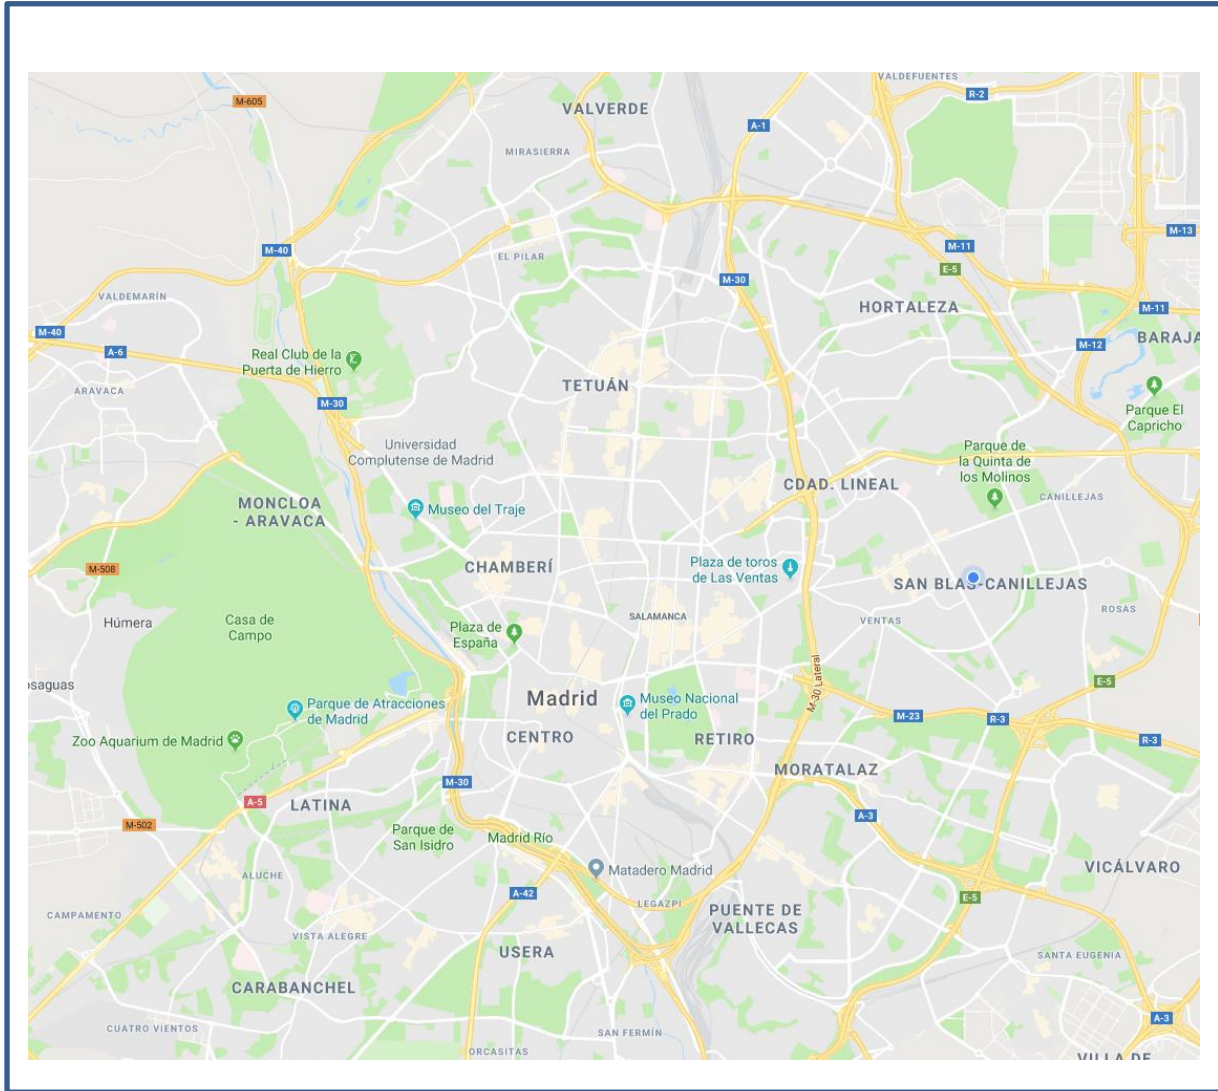 VALDEFUENTES
R-2
M-605
VALVERDE
A-1
MIRASIERRA
M-13
M-40
M-11
EL PILAR
E-5
M-30
VALDEMARÍN
HORTALEZA
M-11
M-40
A-6
M-12
BARAJA
Real Club de la
Puerta de Hierro
TETUÁN
ARAVACA
M-30
Parque El
Capricho
Universidad
Complutense de Madrid
Parque de
la Quinta de
los Molinos
CDAD. LINEAL
CANILLEJAS
MONCLOA
- ARAVACA
Museo del Traje
CHAMBERÍ
Plaza de toros
de Las Ventas
M-508
SAN BLAS-CANILLEJAS
ROSAS
Húmera
Casa de
Campo
Plaza de
España
SALAMANCA
VENTAS
osaguas
M-30 Lateral
E-5
Parque de Atracciones
de Madrid
Madrid
Museo Nacional
del Prado
M-23
R-3
Zoo Aquarium de Madrid
CENTRO
RETIRO
R-3
MORATALAZ
M-30
A-5
LATINA
A-3
M-502
Parque de
San Isidro
Madrid Río
Matadero Madrid
VICÁLVARO
ALUCHE
A-42
LEGAZPI
E-5
CAMPAMENTO
PUENTE DE
VALLECAS
VISTA ALEGRE
USERA
SANTA EUGENIA
CARABANCHEL
A-3
CUATRO VIENTOS
SAN FERMÍN
ORCASITAS
VILLA DE